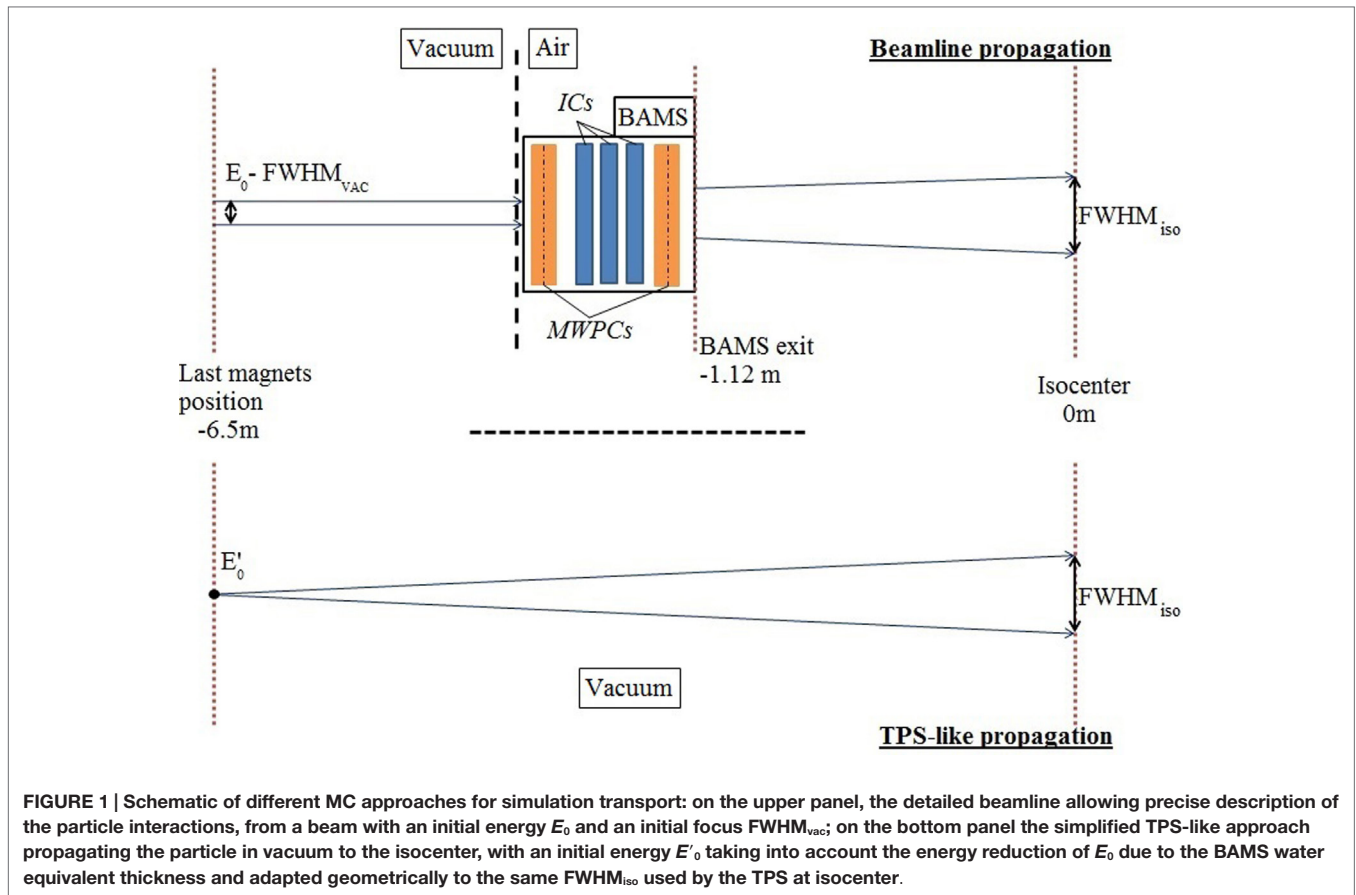 Vacuum Air Beamline propagation
ICs
BAMS
E₀- FWHM_VAC
FWHM_iso
MWPCs
BAMS exit
-1.12 m
Last magnets
position
-6.5m
Isocenter
0m
E'₀
FWHM_iso
Vacuum
TPS-like propagation
FIGURE 1 | Schematic of different MC approaches for simulation transport: on the upper panel, the detailed beamline allowing precise description of
the particle interactions, from a beam with an initial energy E₀ and an initial focus FWHM_vac; on the bottom panel the simplified TPS-like approach
propagating the particle in vacuum to the isocenter, with an initial energy E′₀ taking into account the energy reduction of E₀ due to the BAMS water
equivalent thickness and adapted geometrically to the same FWHM_iso used by the TPS at isocenter.